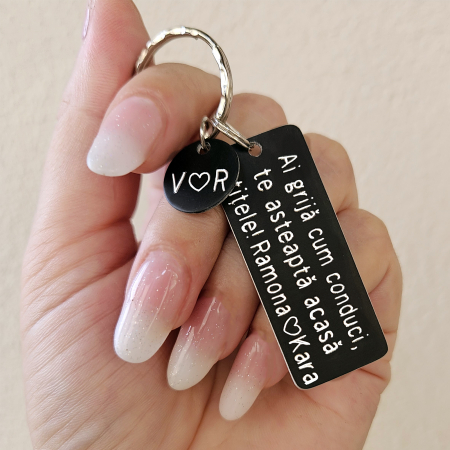 V♡R
Ai grijă cum conduci,
te asteaptă acasă
Ramona♡Kara